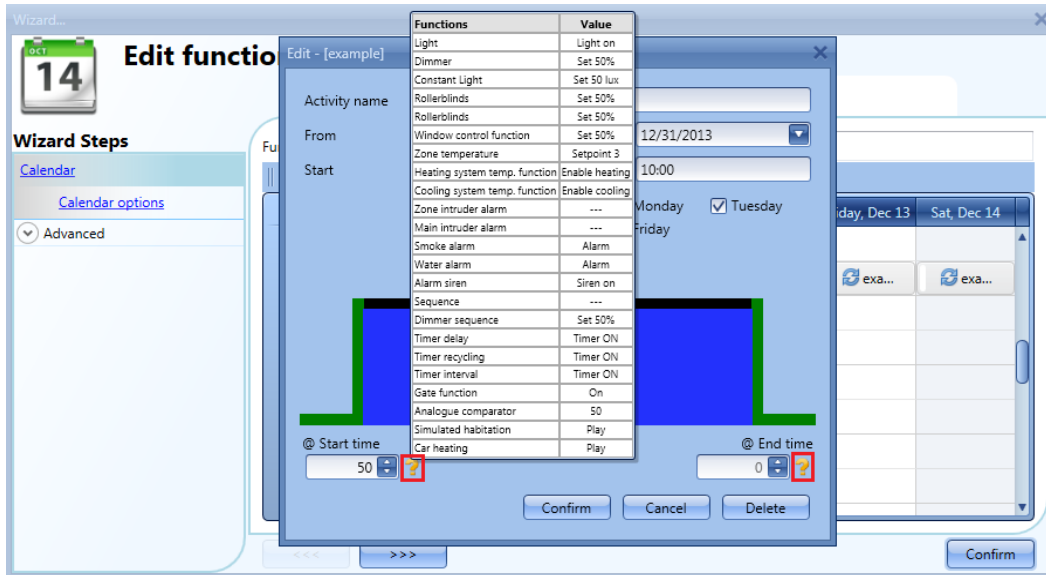 Wizard...
OCT
14
Edit functio
Wizard Steps
Calendar
Calendar options
Advanced
Fu
Edit - [example]
Activity name
From
12/31/2013
Start
10:00
Monday
Tuesday
Friday
Functions Value
Light Light on
Dimmer Set 50%
Constant Light Set 50 lux
Rollerblinds Set 50%
Rollerblinds Set 50%
Window control function Set 50%
Zone temperature Setpoint 3
Heating system temp. function Enable heating
Cooling system temp. function Enable cooling
Zone intruder alarm ---
Main intruder alarm ---
Smoke alarm Alarm
Water alarm Alarm
Alarm siren Siren on
Sequence ---
Dimmer sequence Set 50%
Timer delay Timer ON
Timer recycling Timer ON
Timer interval Timer ON
Gate function On
Analogue comparator 50
Simulated habitation Play
Car heating Play
@ Start time
50 ?
@ End time
0 ?
Confirm Cancel Delete
iday, Dec 13 Sat, Dec 14
exa... exa...
<<< >>> Confirm